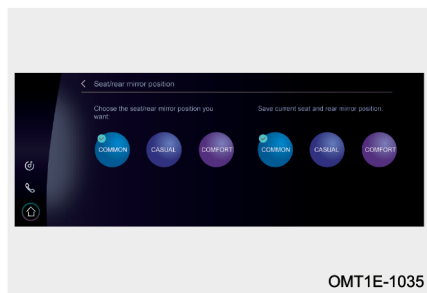 Seat/rear mirror position
Choose the seat/rear mirror position you
want:
COMMON
CASUAL
COMFORT
Save current seat and rear mirror position:
COMMON
CASUAL
COMFORT
OMT1E-1035